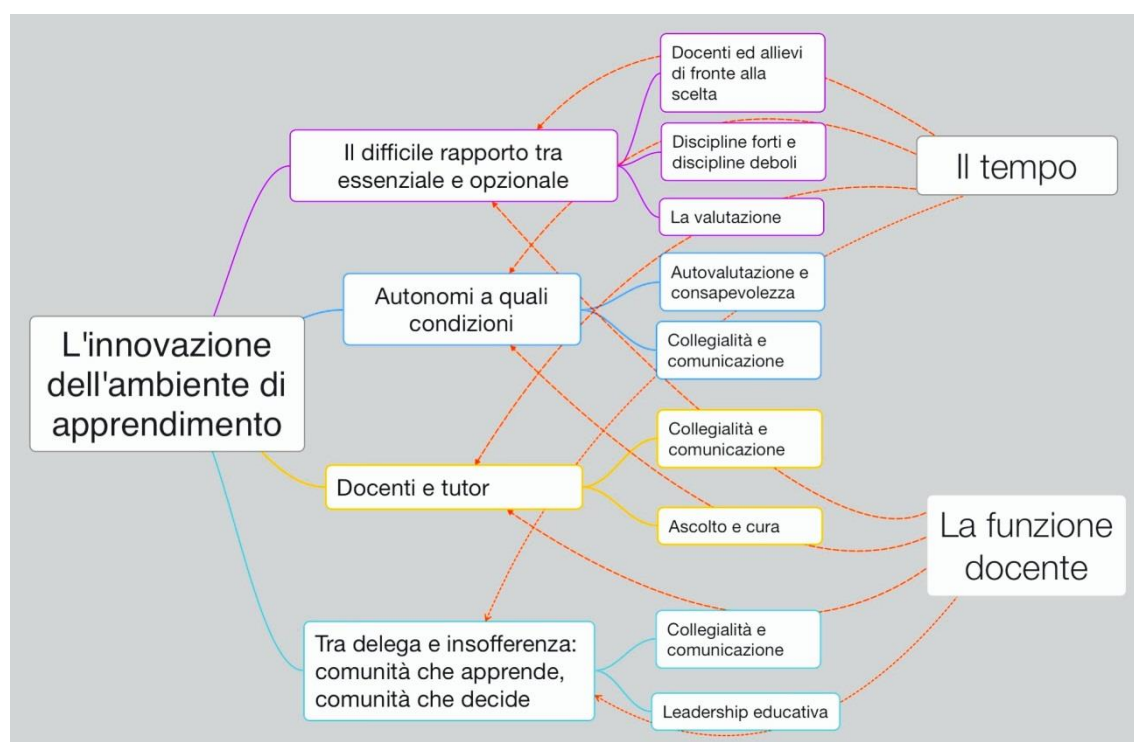 L'innovazione
dell'ambiente di
apprendimento
Il difficile rapporto tra
essenziale e opzionale
Docenti ed allievi
di fronte alla
scelta
Discipline forti e
discipline deboli
La valutazione
Autonomi a quali
condizioni
Autovalutazione e
consapevolezza
Collegialità e
comunicazione
Docenti e tutor
Collegialità e
comunicazione
Ascolto e cura
Tra delega e insofferenza:
comunità che apprende,
comunità che decide
Collegialità e
comunicazione
Leadership educativa
Il tempo
La funzione
docente